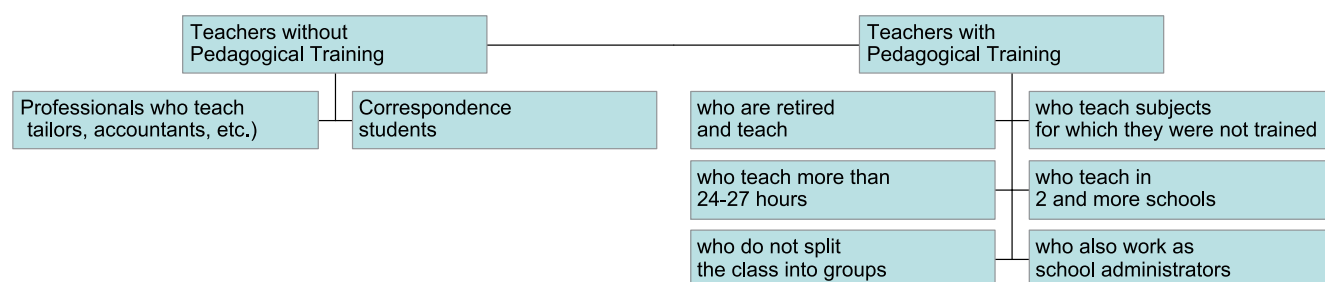 Teachers without
Pedagogical Training
Teachers with
Pedagogical Training
Professionals who teach
tailors, accountants, etc.)
Correspondence
students
who are retired
and teach
who teach subjects
for which they were not trained
who teach more than
24-27 hours
who teach in
2 and more schools
who do not split
the class into groups
who also work as
school administrators